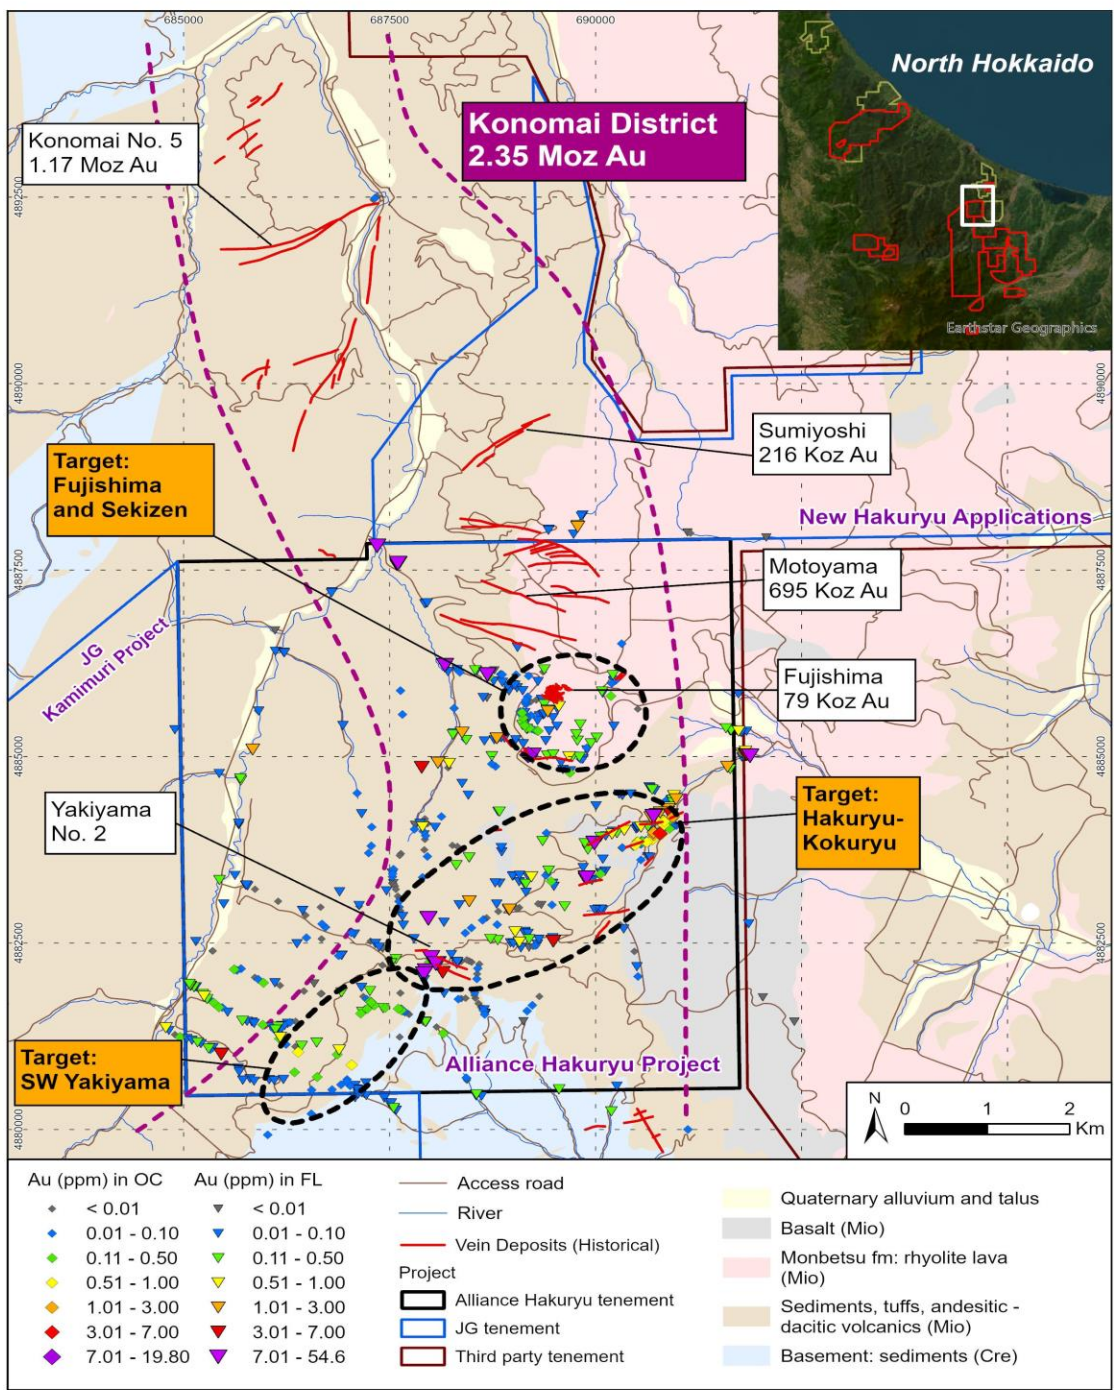 685000
687500
690000
North Hokkaido
Earthstar Geographics
Konomai District
2.35 Moz Au
Konomai No. 5
1.17 Moz Au
4892500
4892500
4890000
4890000
Sumiyoshi
216 Koz Au
Target:
Fujishima
and Sekizen
New Hakuryu Applications
4887500
4887500
Motoyama
695 Koz Au
JG
Kamimuri Project
Fujishima
79 Koz Au
4885000
4885000
Yakiyama
No. 2
Target:
Hakuryu-
Kokuryu
4882500
4882500
Target:
SW Yakiyama
Alliance Hakuryu Project
4880000
N
0 1 2
Km
Au (ppm) in OC
< 0.01
0.01 - 0.10
0.11 - 0.50
0.51 - 1.00
1.01 - 3.00
3.01 - 7.00
7.01 - 19.80
Au (ppm) in FL
< 0.01
0.01 - 0.10
0.11 - 0.50
0.51 - 1.00
1.01 - 3.00
3.01 - 7.00
7.01 - 54.6
Access road
River
Vein Deposits (Historical)
Project
Alliance Hakuryu tenement
JG tenement
Third party tenement
Quaternary alluvium and talus
Basalt (Mio)
Monbetsu fm: rhyolite lava
(Mio)
Sediments, tuffs, andesitic -
dacitic volcanics (Mio)
Basement: sediments (Cre)